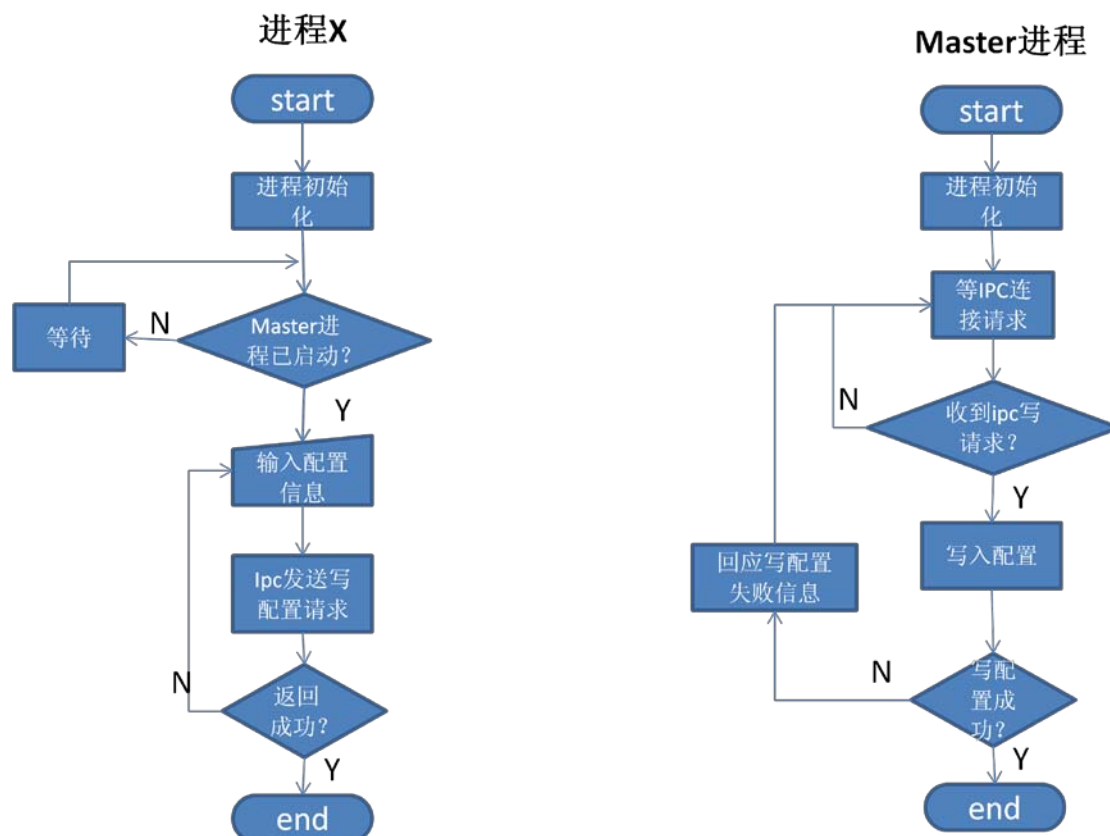 进程X
start
进程初始
化
Master进
程已启动？
N
等待
Y
输入配置
信息
Ipc发送写
配置请求
返回
成功？
N
Y
end
Master进程
start
进程初始
化
等IPC连
接请求
收到ipc写
请求？
N
Y
写入配置
回应写配置
失败信息
写配
置成
功？
N
Y
end